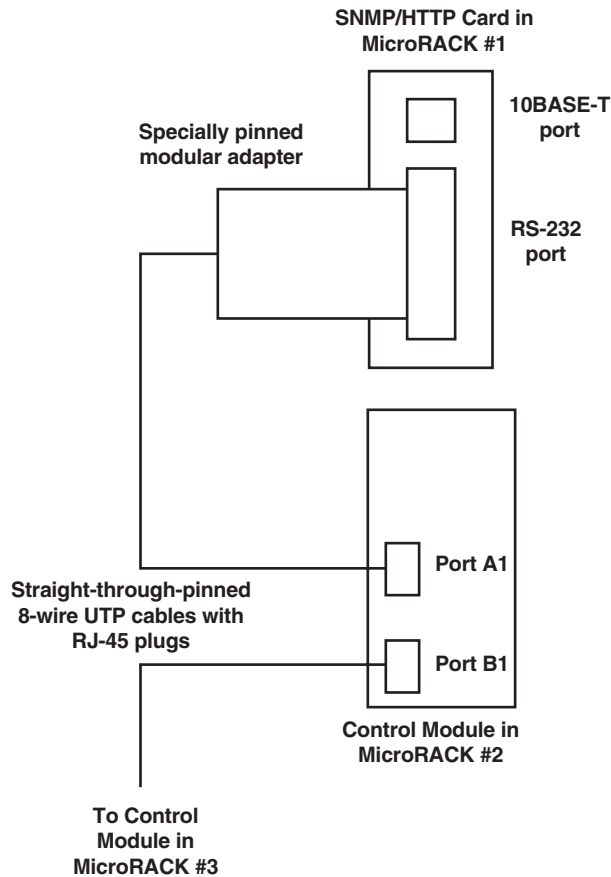 SNMP/HTTP Card in
MicroRACK #1
10BASE-T
port
Specially pinned
modular adapter
RS-232
port
Port A1
Straight-through-pinned
8-wire UTP cables with
RJ-45 plugs
Port B1
Control Module in
MicroRACK #2
To Control
Module in
MicroRACK #3